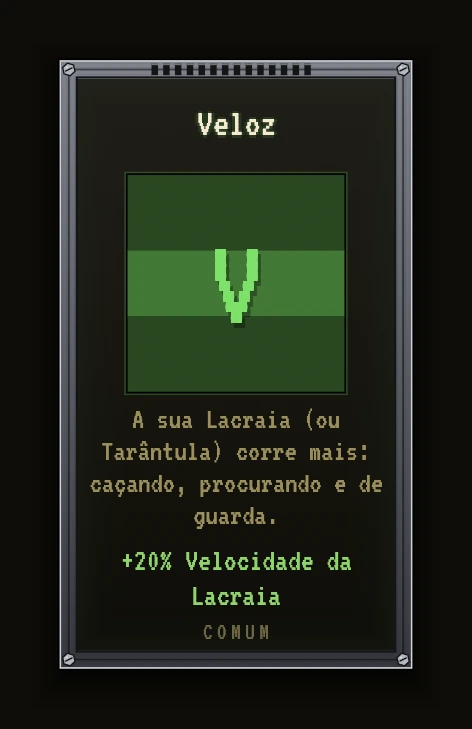 Veloz
V
A sua Lacraia (ou
Tarântula) corre mais:
caçando, procurando e de
guarda.
+20% Velocidade da
Lacraia
COMUM